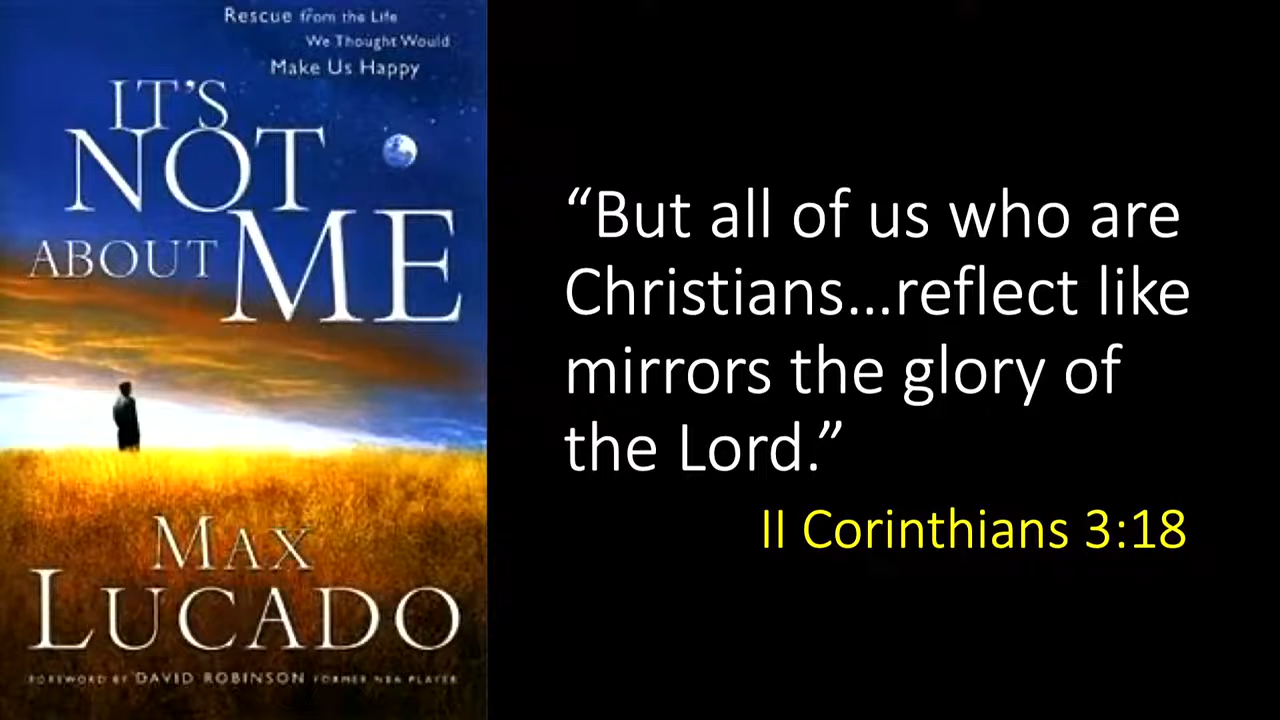 Rescue from the Life
We Thought Would
Make Us Happy
IT'S
NOT
ABOUT ME
MAX
LUCADO
FOREWORD BY DAVID ROBINSON FORMER NBA PLAYER
“But all of us who are
Christians...reflect like
mirrors the glory of
the Lord.”
II Corinthians 3:18